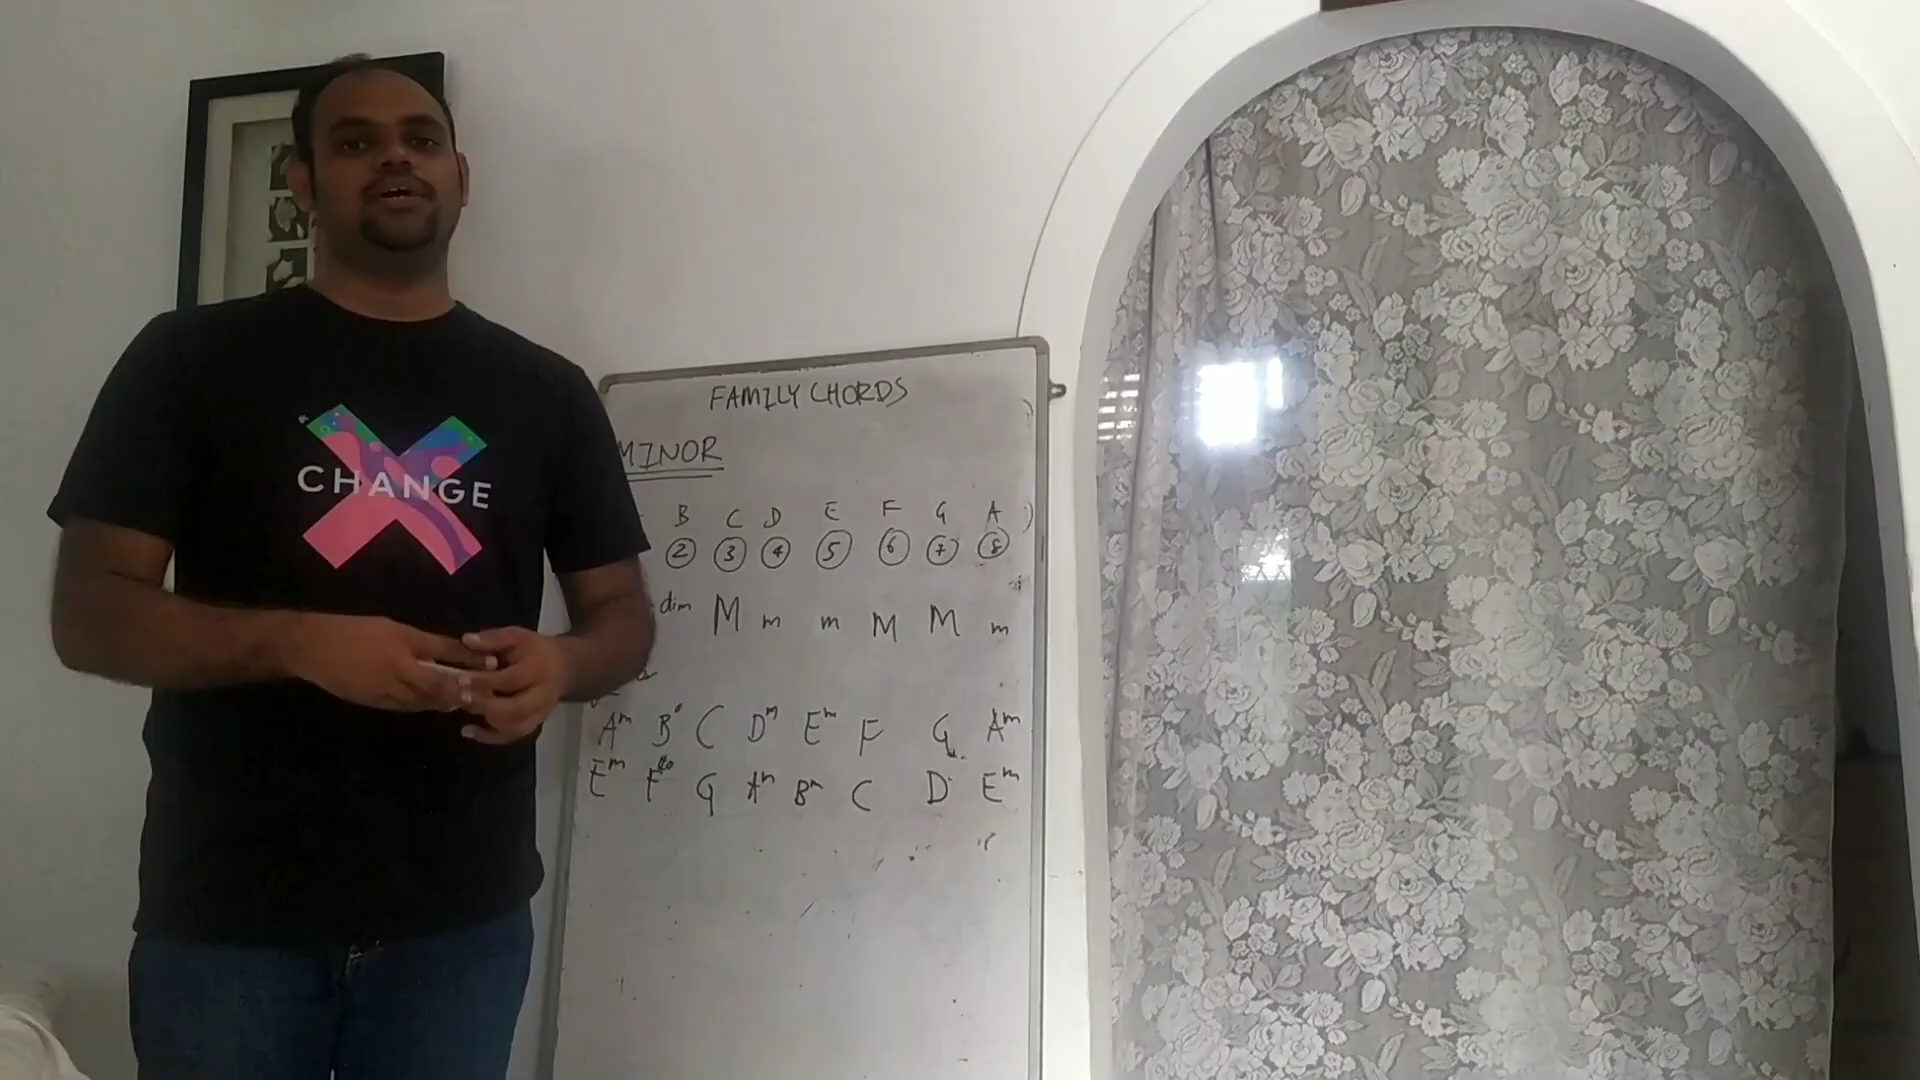 CHANGE
FAMILY CHORDS
MINOR
B C D E F G A
2 3 4 5 6 7 8
dim M m m M M m
Am B° C Dm Em F G Am
Em G Am Bm C D Em